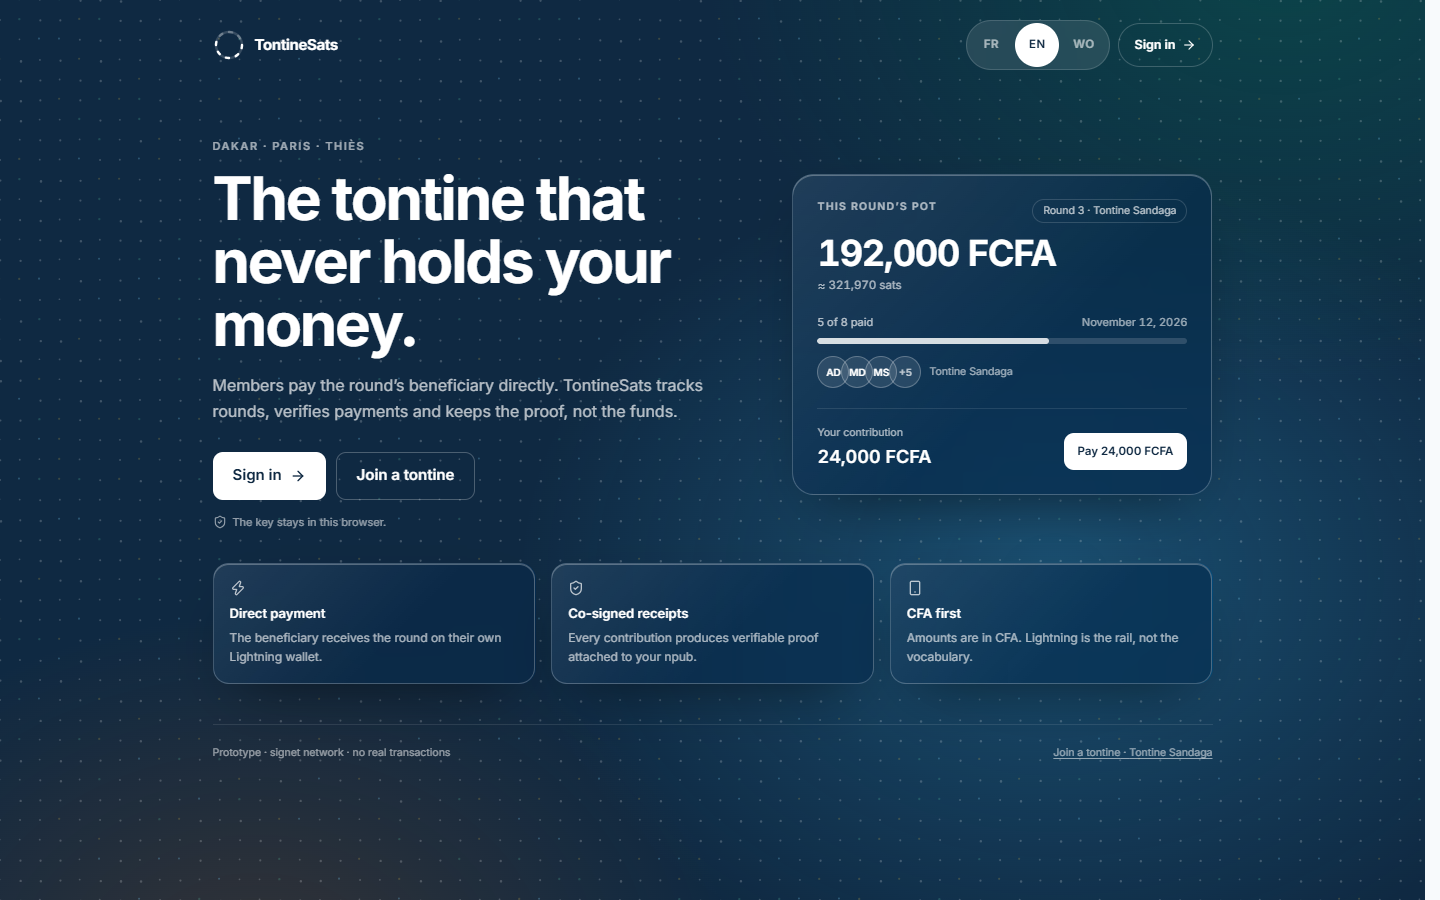 TontineSats
FR EN WO
Sign in →
DAKAR · PARIS · THIÈS
The tontine that
never holds your
money.
Members pay the round’s beneficiary directly. TontineSats tracks
rounds, verifies payments and keeps the proof, not the funds.
Sign in →
Join a tontine
The key stays in this browser.
THIS ROUND’S POT
Round 3 · Tontine Sandaga
192,000 FCFA
≈ 321,970 sats
5 of 8 paid
November 12, 2026
AD MD MS +5
Tontine Sandaga
Your contribution
24,000 FCFA
Pay 24,000 FCFA
Direct payment
The beneficiary receives the round on their own
Lightning wallet.
Co-signed receipts
Every contribution produces verifiable proof
attached to your npub.
CFA first
Amounts are in CFA. Lightning is the rail, not the
vocabulary.
Prototype · signet network · no real transactions
Join a tontine · Tontine Sandaga